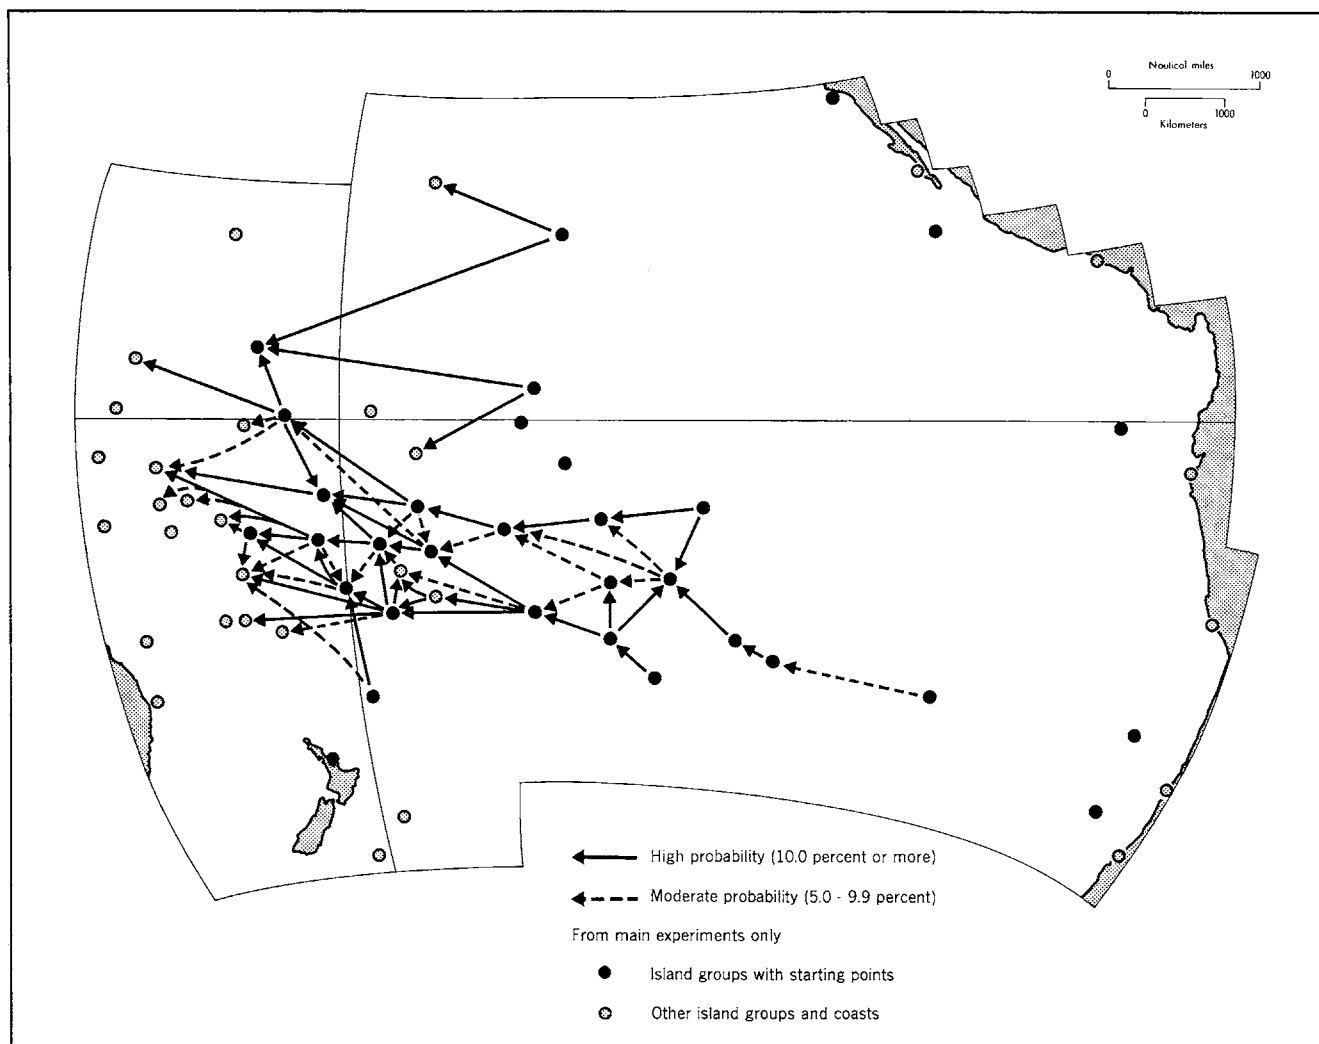 Nautical miles
0 1000
0 1000
Kilometers
High probability (10.0 percent or more)
Moderate probability (5.0 - 9.9 percent)
From main experiments only
Island groups with starting points
Other island groups and coasts